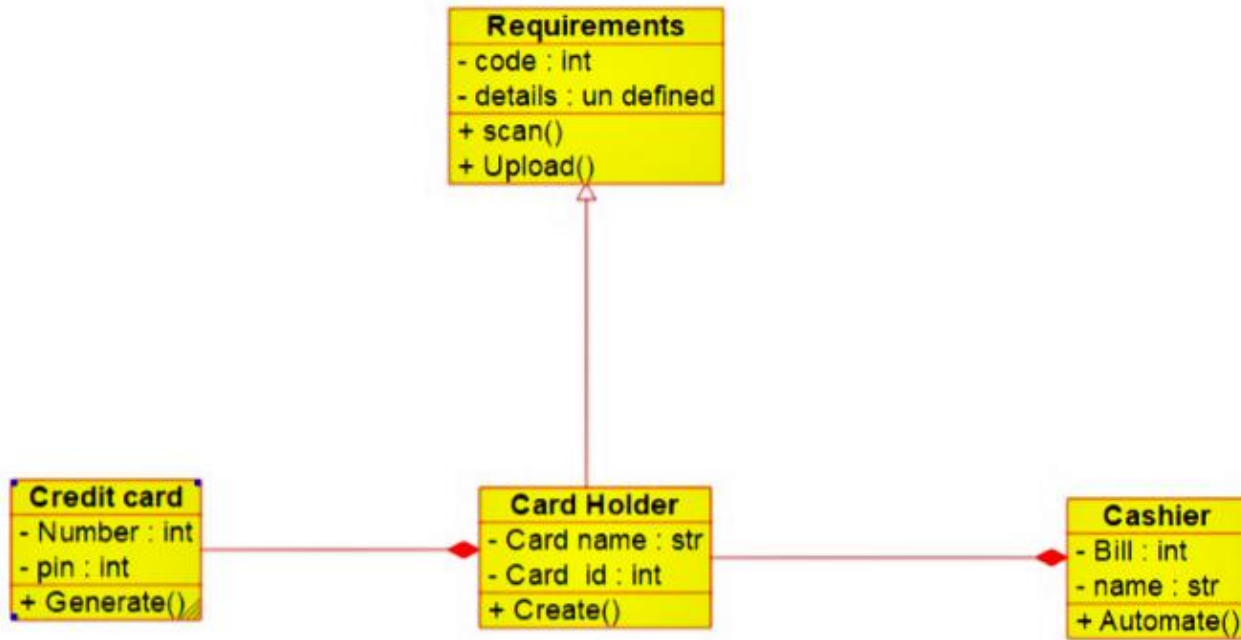 Requirements
- code : int
- details : un defined
+ scan()
+ Upload()
Credit card
- Number : int
- pin : int
+ Generate()
Card Holder
- Card name : str
- Card id : int
+ Create()
Cashier
- Bill : int
- name : str
+ Automate()